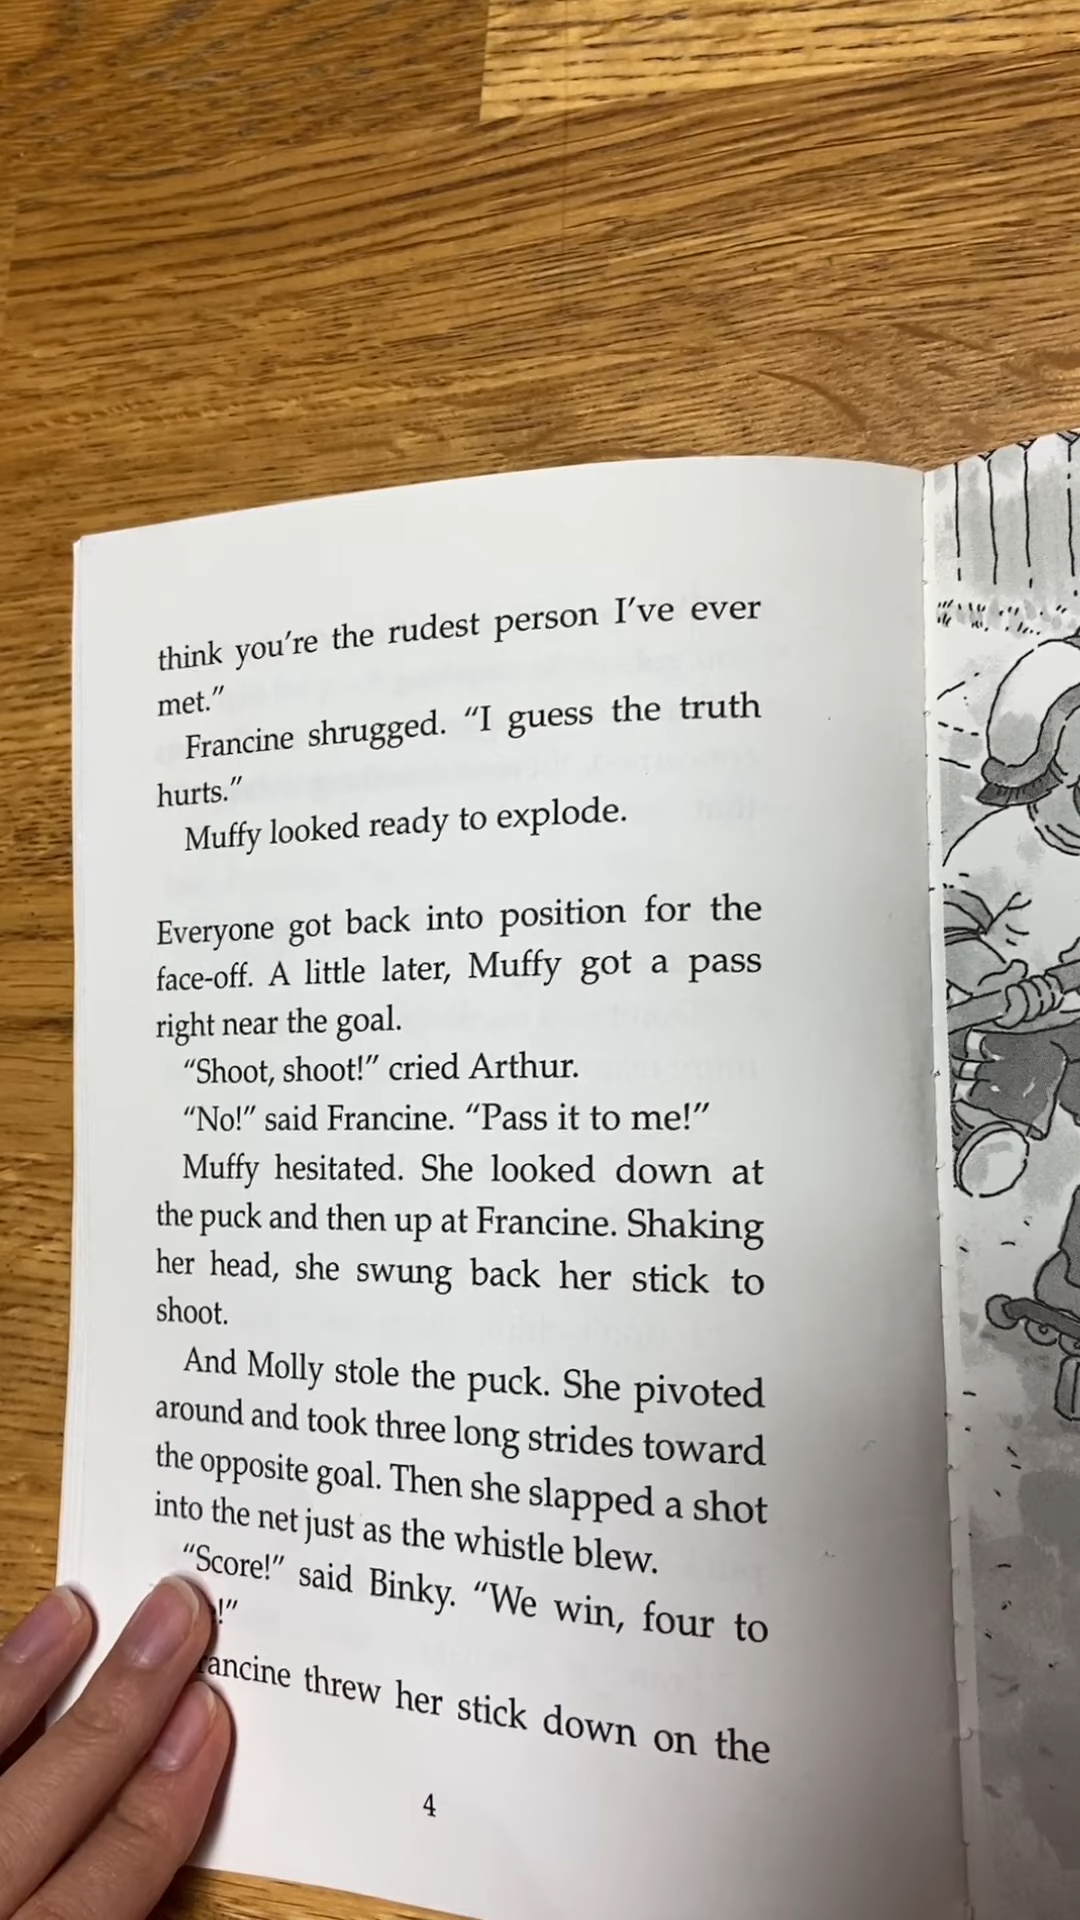 think you're the rudest person I've ever
met."
Francine shrugged. "I guess the truth
hurts."
Muffy looked ready to explode.
Everyone got back into position for the
face-off. A little later, Muffy got a pass
right near the goal.
"Shoot, shoot!" cried Arthur.
"No!" said Francine. "Pass it to me!"
Muffy hesitated. She looked down at
the puck and then up at Francine. Shaking
her head, she swung back her stick to
shoot.
And Molly stole the puck. She pivoted
around and took three long strides toward
the opposite goal. Then she slapped a shot
into the net just as the whistle blew.
"Score!" said Binky. "We win, four to
!"
rancine threw her stick down on the
4